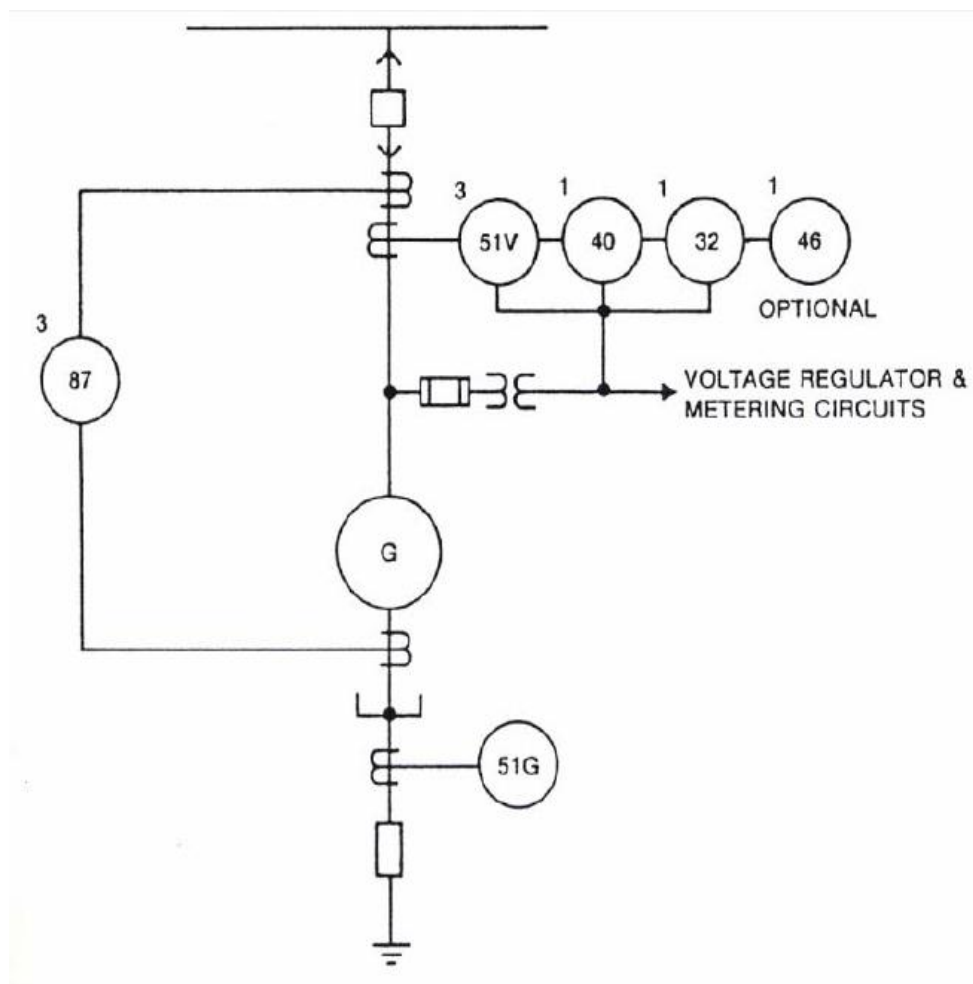 3
1
1
1
51V
40
32
46
OPTIONAL
3
87
VOLTAGE REGULATOR &
METERING CIRCUITS
G
51G